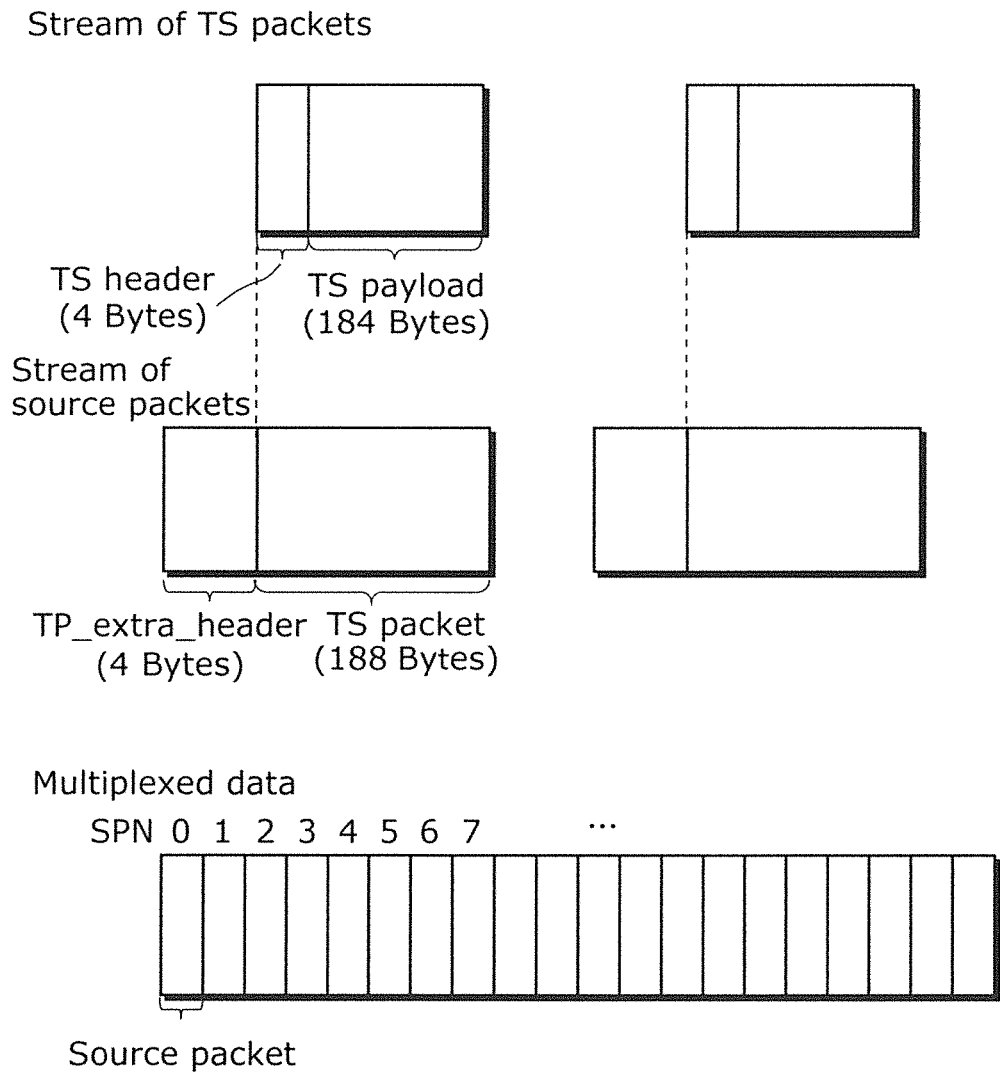 Stream of TS packets
TS header
(4 Bytes)
TS payload
(184 Bytes)
Stream of
source packets
TP_extra_header
(4 Bytes)
TS packet
(188 Bytes)
Multiplexed data
SPN 0 1 2 3 4 5 6 7 ...
Source packet